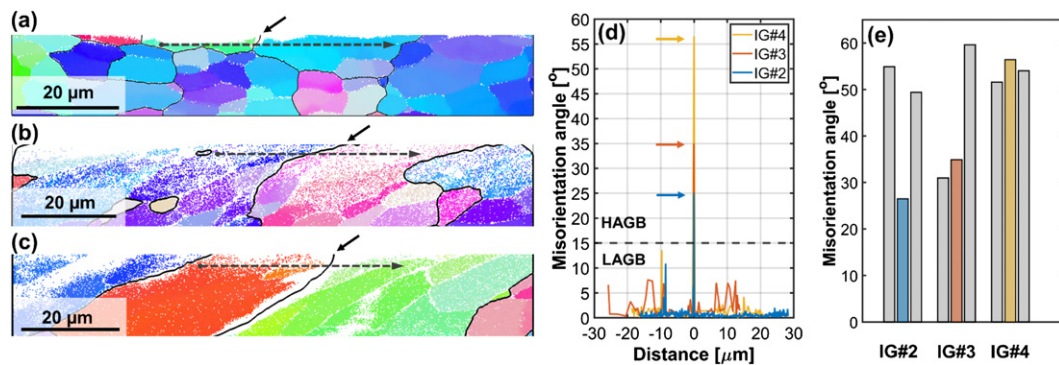 (a)
20 µm
(b)
20 µm
(c)
20 µm
(d)
Misorientation angle [°]
60
55
50
45
40
35
30
25
20
15
10
5
0
HAGB
LAGB
IG#4
IG#3
IG#2
-30 -20 -10 0 10 20 30
Distance [µm]
(e)
Misorientation angle [°]
60
50
40
30
20
10
0
IG#2 IG#3 IG#4